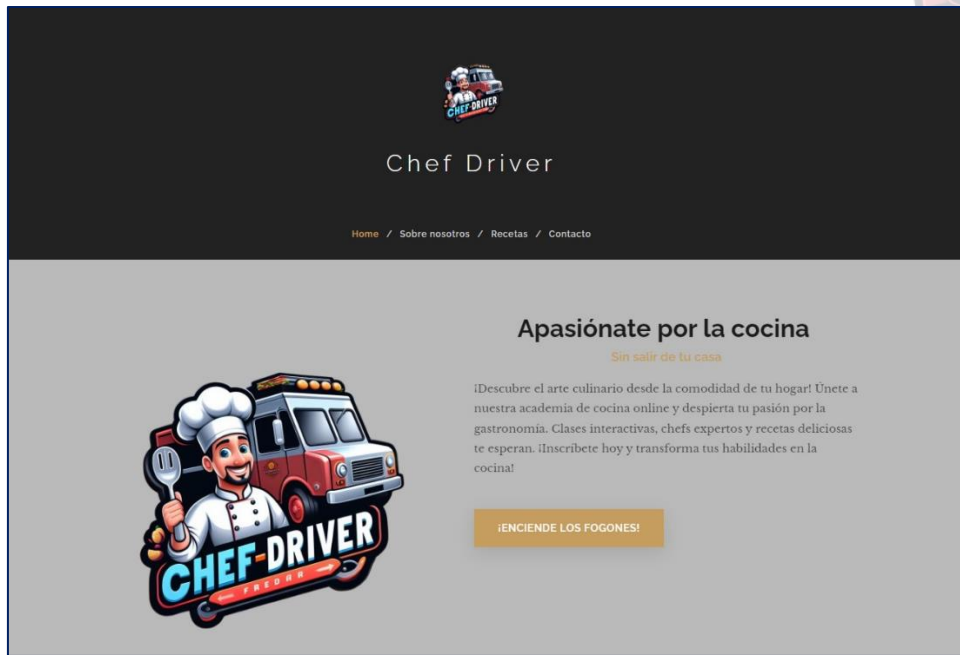 CHEF-DRIVER
Chef Driver
Home / Sobre nosotros / Recetas / Contacto
Apasiónate por la cocina
Sin salir de tu casa
¡Descubre el arte culinario desde la comodidad de tu hogar! Únete a
nuestra academia de cocina online y despierta tu pasión por la
gastronomía. Clases interactivas, chefs expertos y recetas deliciosas
te esperan. ¡Inscríbete hoy y transforma tus habilidades en la
cocina!
¡ENCIENDE LOS FOGONES!
CHEF-DRIVER
FREDAR